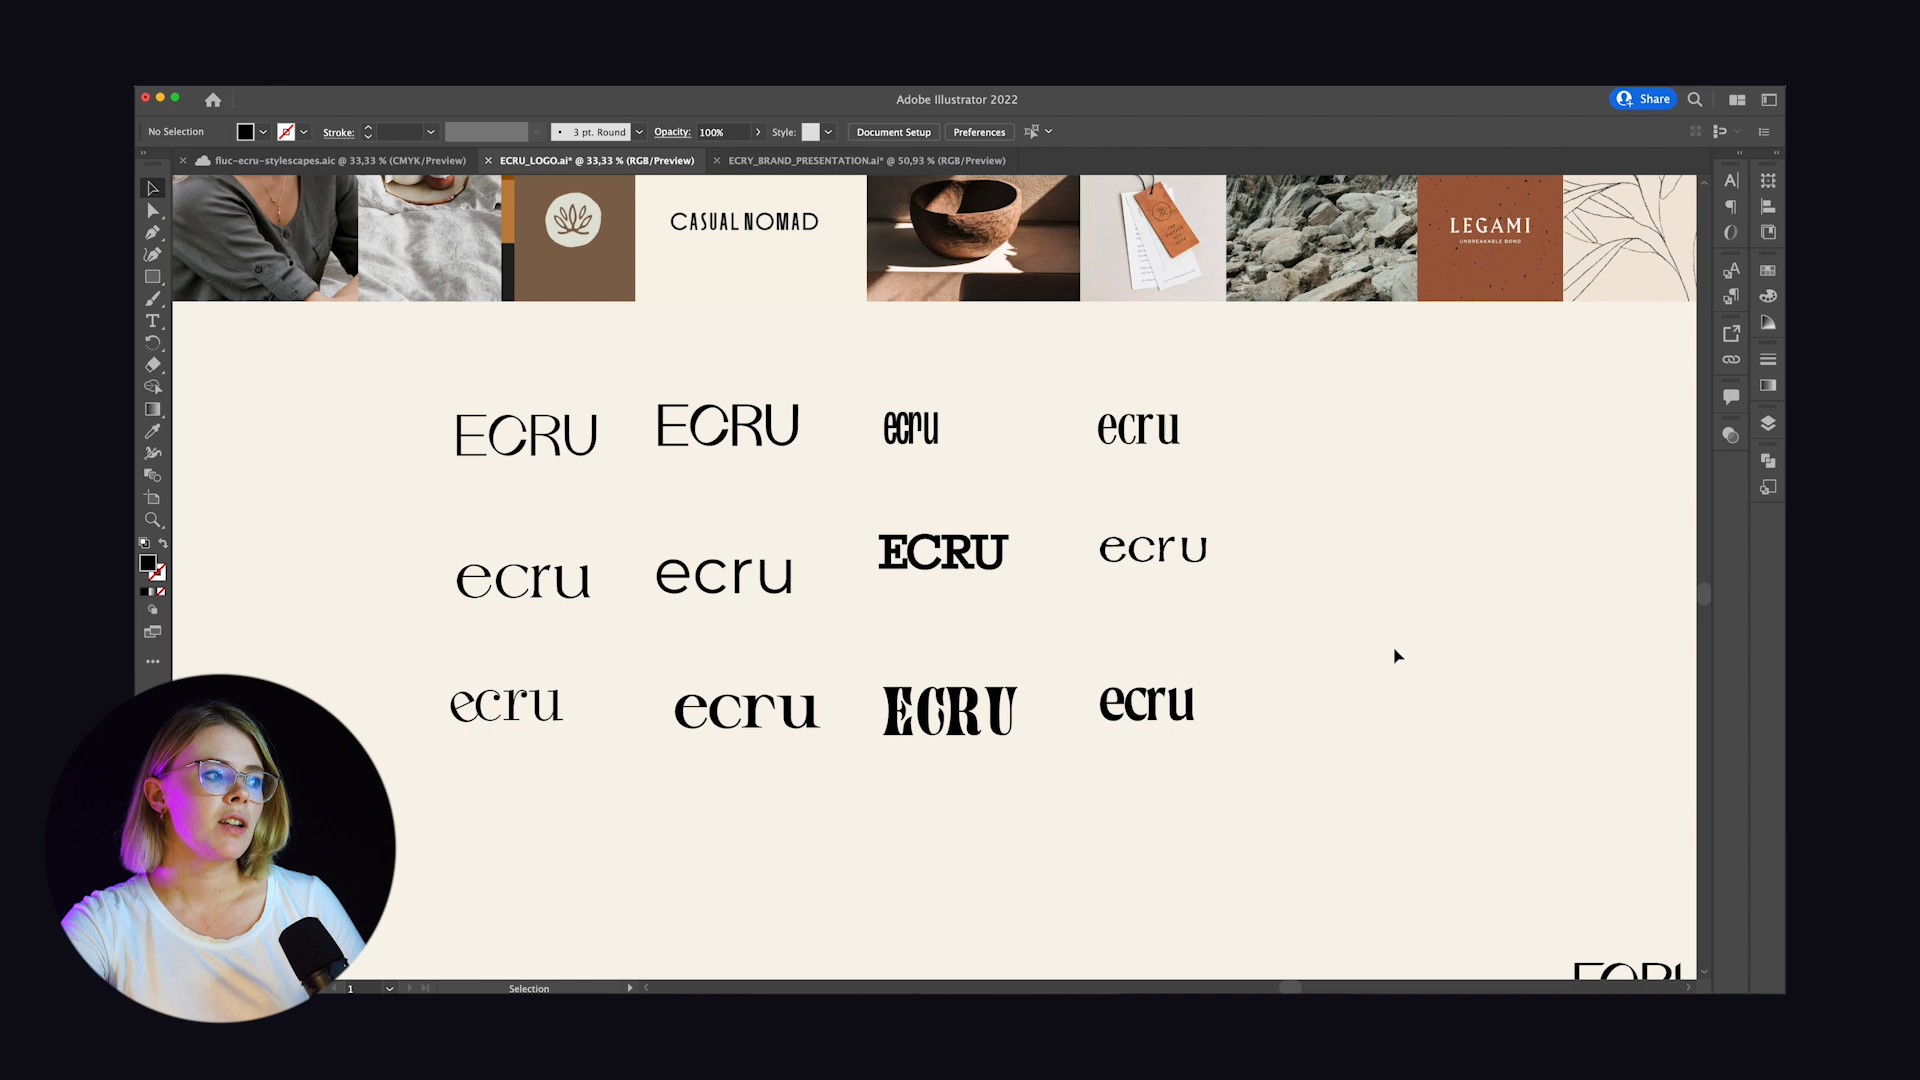 Adobe Illustrator 2022
Share
No Selection
Stroke:
3 pt. Round
Opacity:
100%
Style:
Document Setup
Preferences
fluc-ecru-stylescapes.aic @ 33,33 % (CMYK/Preview)
ECRU_LOGO.ai* @ 33,33 % (RGB/Preview)
ECRY_BRAND_PRESENTATION.ai* @ 50,93 % (RGB/Preview)
CASUAL NOMAD
LEGAMI
UNBREAKABLE BOND
ECRU
ECRU
ecru
ecru
ecru
ecru
ECRU
ecru
ecru
ecru
ECRU
ecru
1
Selection